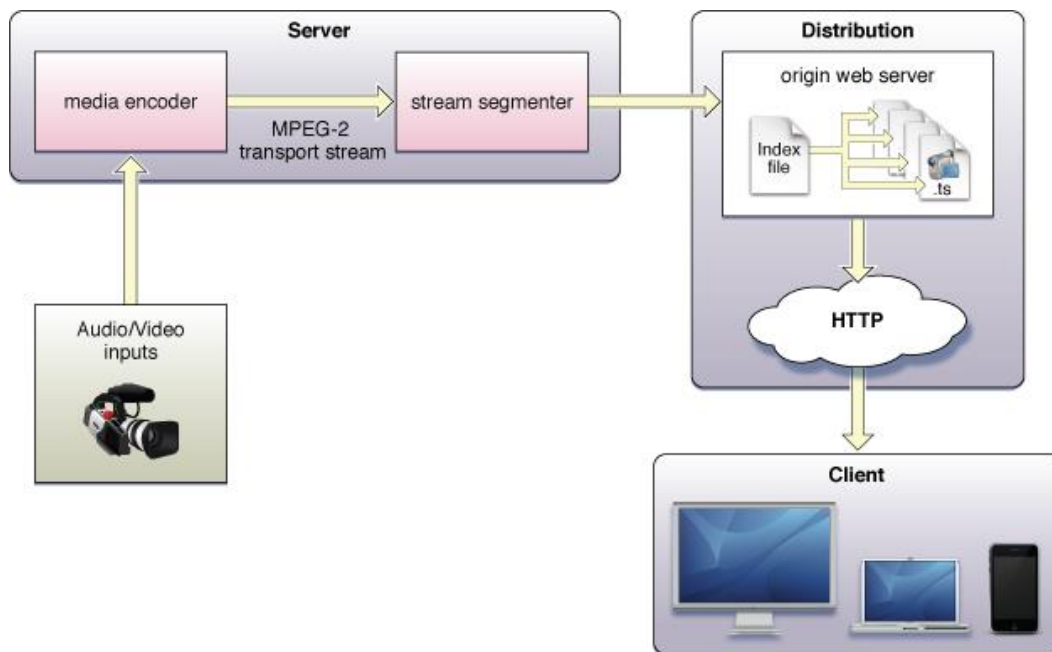 Server
media encoder
MPEG-2
transport stream
stream segmenter
Audio/Video
inputs
Distribution
origin web server
Index
file
.ts
HTTP
Client